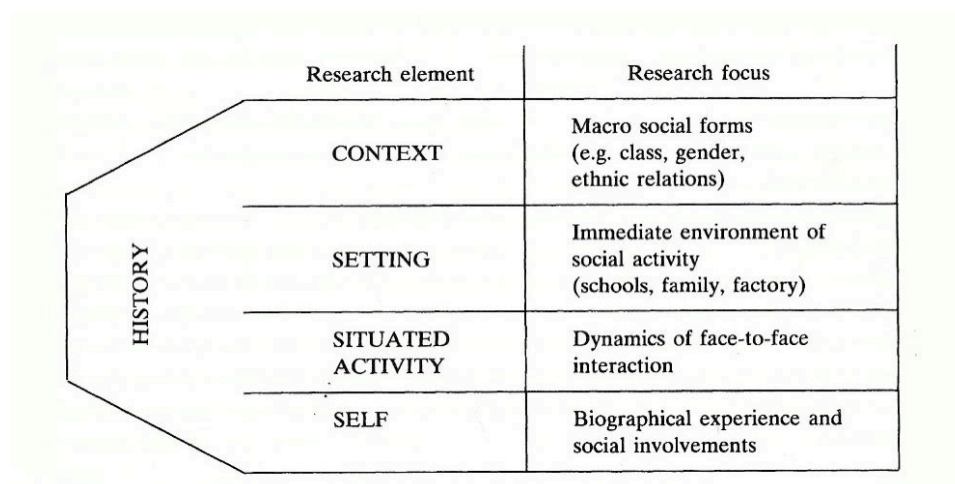 Research element
Research focus
HISTORY
CONTEXT
Macro social forms
(e.g. class, gender,
ethnic relations)
SETTING
Immediate environment of
social activity
(schools, family, factory)
SITUATED
ACTIVITY
Dynamics of face-to-face
interaction
SELF
Biographical experience and
social involvements